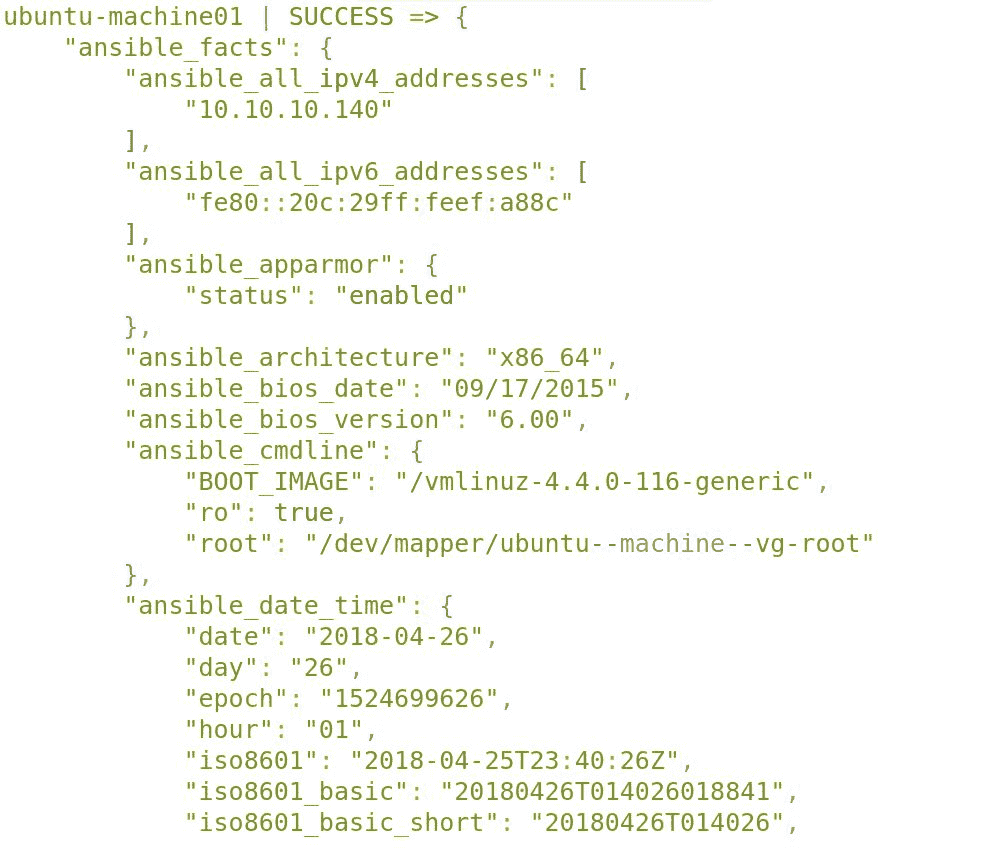 ubuntu-machine01 | SUCCESS => {
    "ansible_facts": {
        "ansible_all_ipv4_addresses": [
            "10.10.10.140"
        ],
        "ansible_all_ipv6_addresses": [
            "fe80::20c:29ff:feef:a88c"
        ],
        "ansible_apparmor": {
            "status": "enabled"
        },
        "ansible_architecture": "x86_64",
        "ansible_bios_date": "09/17/2015",
        "ansible_bios_version": "6.00",
        "ansible_cmdline": {
            "BOOT_IMAGE": "/vmlinuz-4.4.0-116-generic",
            "ro": true,
            "root": "/dev/mapper/ubuntu--machine--vg-root"
        },
        "ansible_date_time": {
            "date": "2018-04-26",
            "day": "26",
            "epoch": "1524699626",
            "hour": "01",
            "iso8601": "2018-04-25T23:40:26Z",
            "iso8601_basic": "20180426T014026018841",
            "iso8601_basic_short": "20180426T014026",